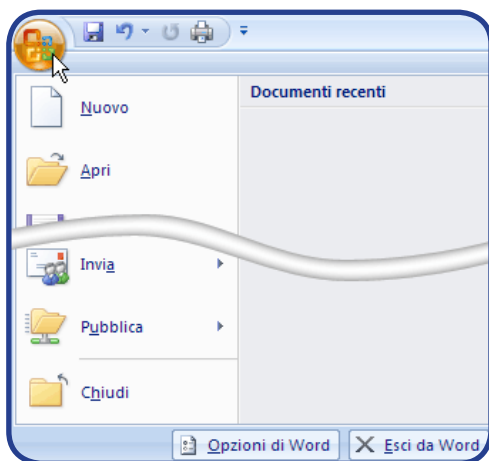 Documenti recenti
Nuovo
Apri
Invia
Pubblica
Chiudi
Opzioni di Word
Esci da Word